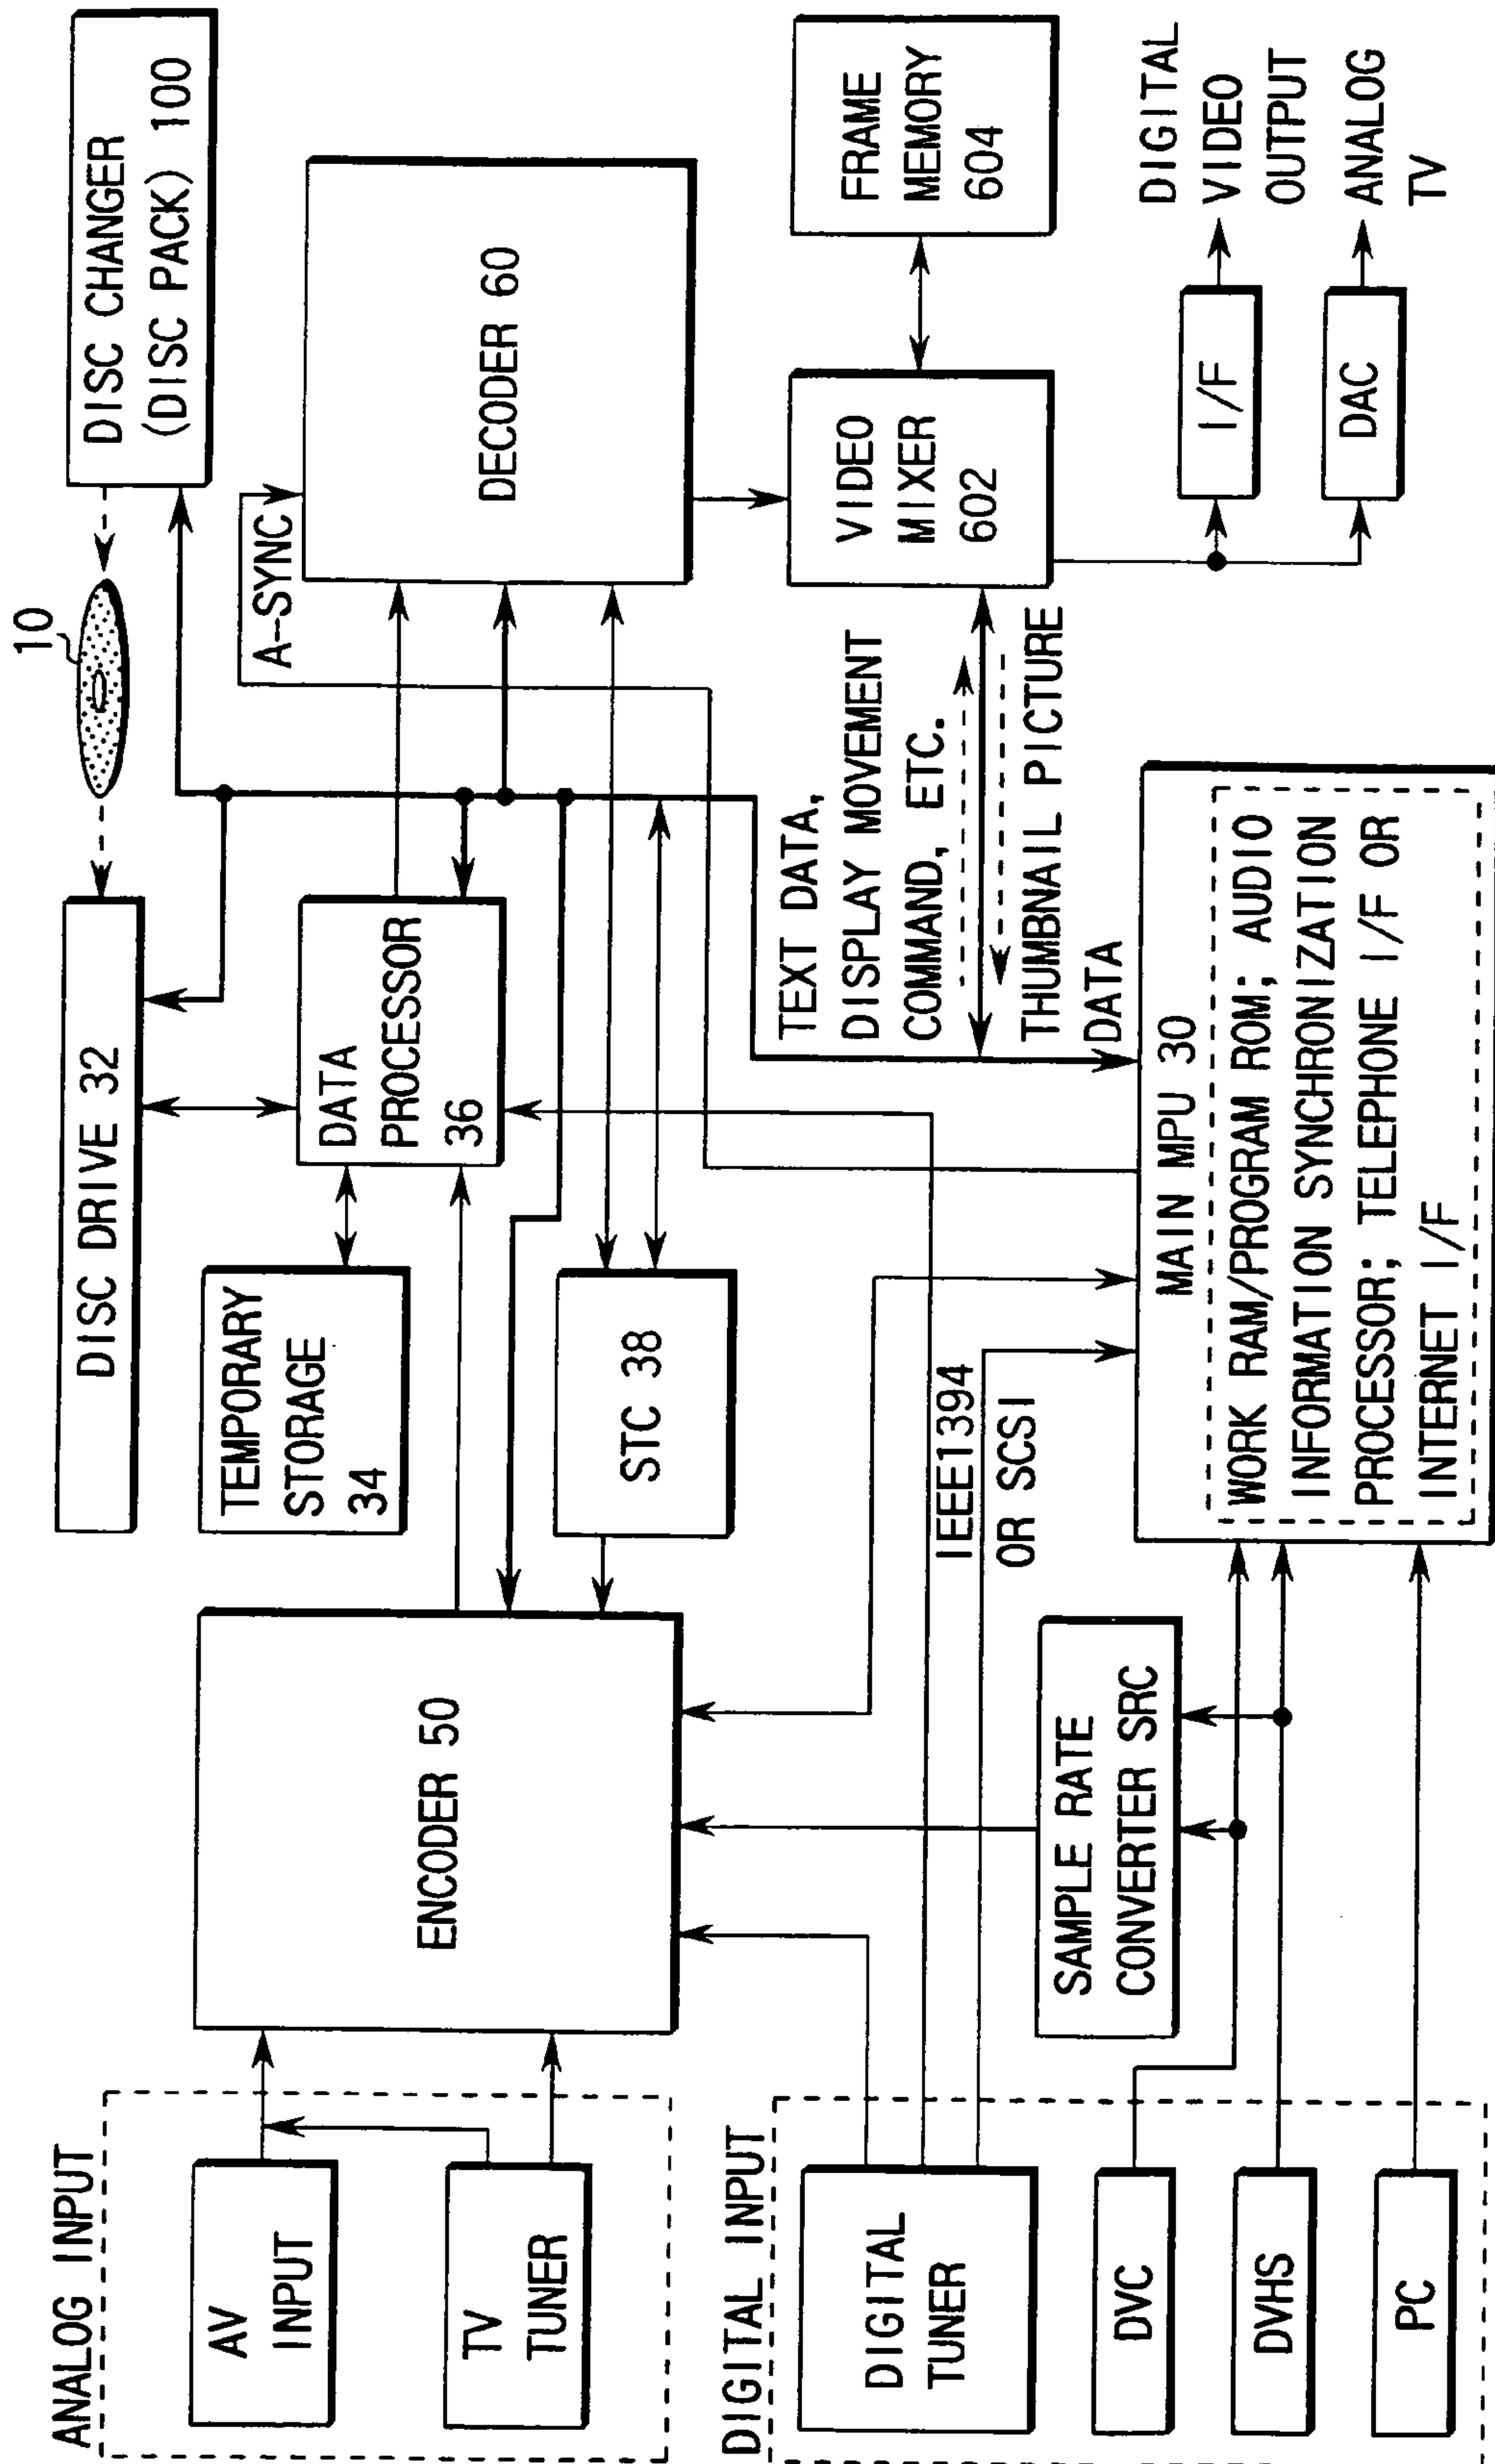 ANALOG INPUT
AV
INPUT
TV
TUNER
DIGITAL INPUT
DIGITAL
TUNER
DVC
DVHS
PC
ENCODER 50
SAMPLE RATE
CONVERTER SRC
IEEE1394
OR SCSI
DISC DRIVE 32
TEMPORARY
STORAGE
34
DATA
PROCESSOR
36
STC 38
10
DISC CHANGER
(DISC PACK) 100
A-SYNC
DECODER 60
TEXT DATA,
DISPLAY MOVEMENT
COMMAND, ETC.
THUMBNAIL PICTURE
DATA
VIDEO
MIXER
602
FRAME
MEMORY
604
I/F
DAC
DIGITAL
VIDEO
OUTPUT
ANALOG
TV
MAIN MPU 30
WORK RAM/PROGRAM ROM; AUDIO
INFORMATION SYNCHRONIZATION
PROCESSOR; TELEPHONE I/F OR
INTERNET I/F